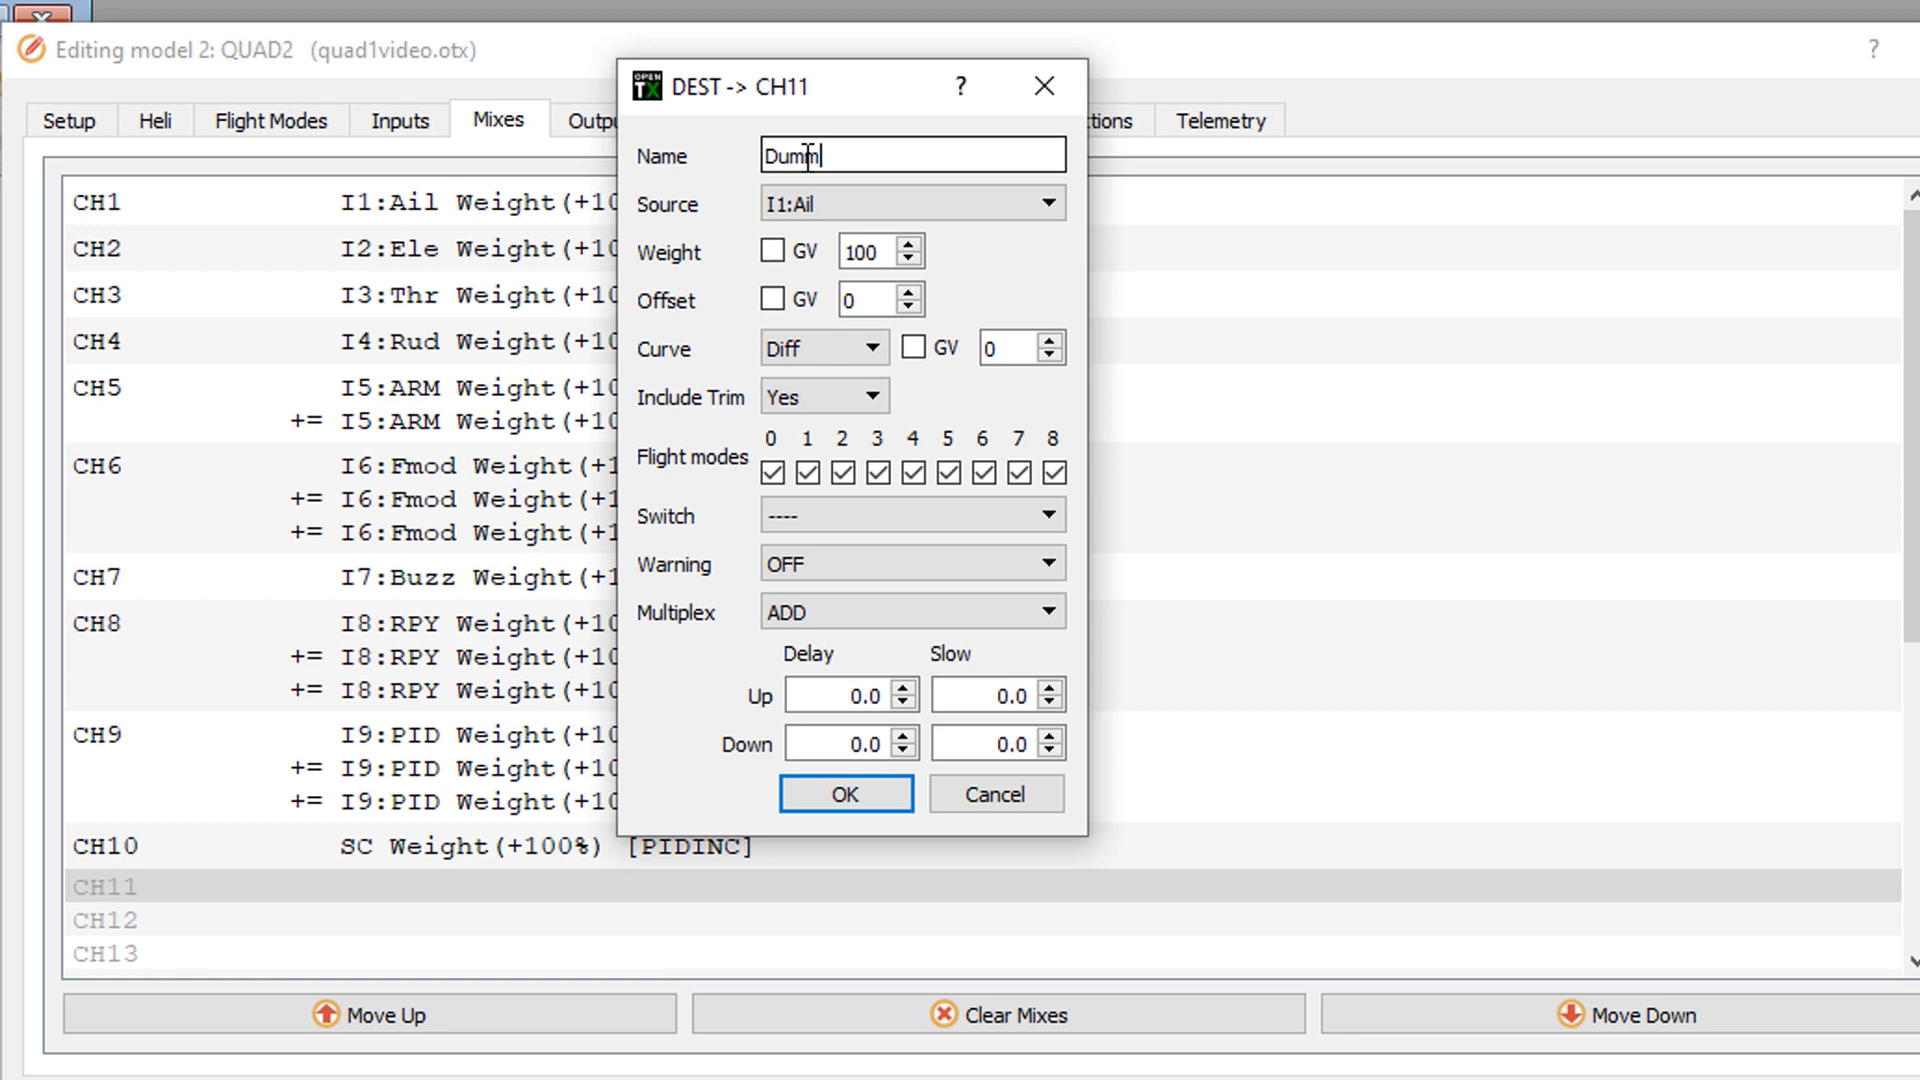 Editing model 2: QUAD2 (quad1video.otx)
?
OPEN TX DEST -> CH11 ?
Setup Heli Flight Modes Inputs Mixes Telemetry
Name Dumm
Source I1:Ail
Weight GV 100
Offset GV 0
Curve Diff GV 0
Include Trim Yes
0 1 2 3 4 5 6 7 8
Flight modes
Switch ----
Warning OFF
Multiplex ADD
Delay Slow
Up 0.0 0.0
Down 0.0 0.0
OK Cancel
CH1 I1:Ail Weight(+10
CH2 I2:Ele Weight(+10
CH3 I3:Thr Weight(+10
CH4 I4:Rud Weight(+10
CH5 I5:ARM Weight(+10
+= I5:ARM Weight(+10
CH6 I6:Fmod Weight(+1
+= I6:Fmod Weight(+1
+= I6:Fmod Weight(+1
CH7 I7:Buzz Weight(+1
CH8 I8:RPY Weight(+10
+= I8:RPY Weight(+10
+= I8:RPY Weight(+10
CH9 I9:PID Weight(+10
+= I9:PID Weight(+10
+= I9:PID Weight(+10
CH10 SC Weight(+100%) [PIDINC]
CH11
CH12
CH13
Move Up Clear Mixes Move Down